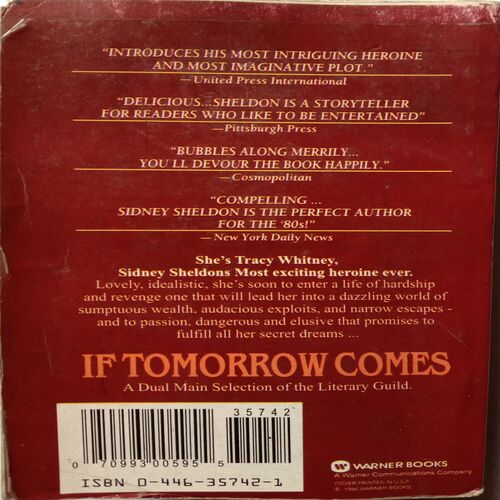 “INTRODUCES HIS MOST INTRIGUING HEROINE
AND MOST IMAGINATIVE PLOT.”
—United Press International
“DELICIOUS...SHELDON IS A STORYTELLER
FOR READERS WHO LIKE TO BE ENTERTAINED”
—Pittsburgh Press
“BUBBLES ALONG MERRILY...
YOU'LL DEVOUR THE BOOK HAPPILY.”
—Cosmopolitan
“COMPELLING ...
SIDNEY SHELDON IS THE PERFECT AUTHOR
FOR THE '80s!”
— New York Daily News
She's Tracy Whitney,
Sidney Sheldons Most exciting heroine ever.
Lovely, idealistic, she's soon to enter a life of hardship
and revenge one that will lead her into a dazzling world of
sumptuous wealth, audacious exploits, and narrow escapes -
and to passion. dangerous and elusive that promises to
fulfill all her secret dreams ...
IF TOMORROW COMES
A Dual Main Selection of the Literary Guild.
35742
0 70993 00595 5
ISBN 0-446-35742-1
WARNER BOOKS
A Warner Communications Company
COVER PRINTED IN U.S.A.
© 1986 WARNER BOOKS